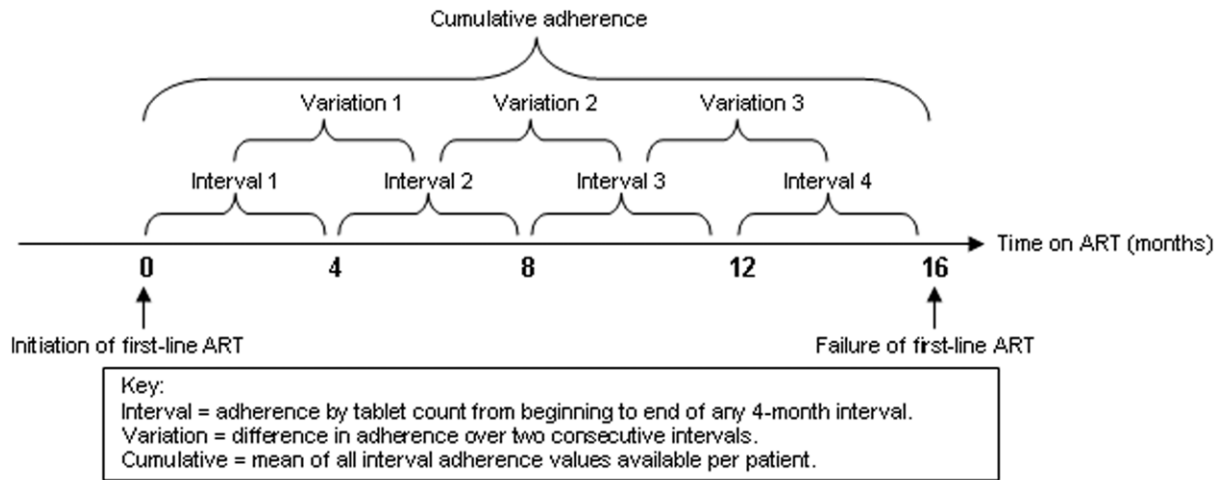 Cumulative adherence
Variation 1 Variation 2 Variation 3
Interval 1 Interval 2 Interval 3 Interval 4
Time on ART (months)
0 4 8 12 16
Initiation of first-line ART Failure of first-line ART
Key:
Interval = adherence by tablet count from beginning to end of any 4-month interval.
Variation = difference in adherence over two consecutive intervals.
Cumulative = mean of all interval adherence values available per patient.